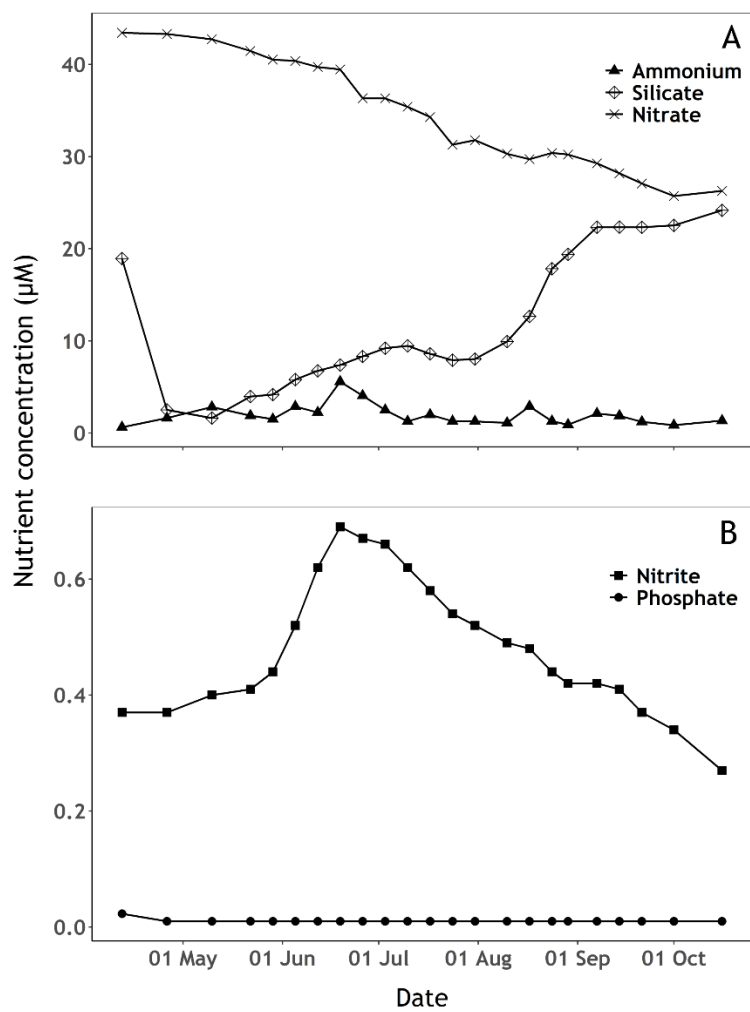 A
Ammonium
Silicate
Nitrate
40
30
20
10
0
Nutrient concentration (µM)
B
Nitrite
Phosphate
0.6
0.4
0.2
0.0
01 May 01 Jun 01 Jul 01 Aug 01 Sep 01 Oct
Date